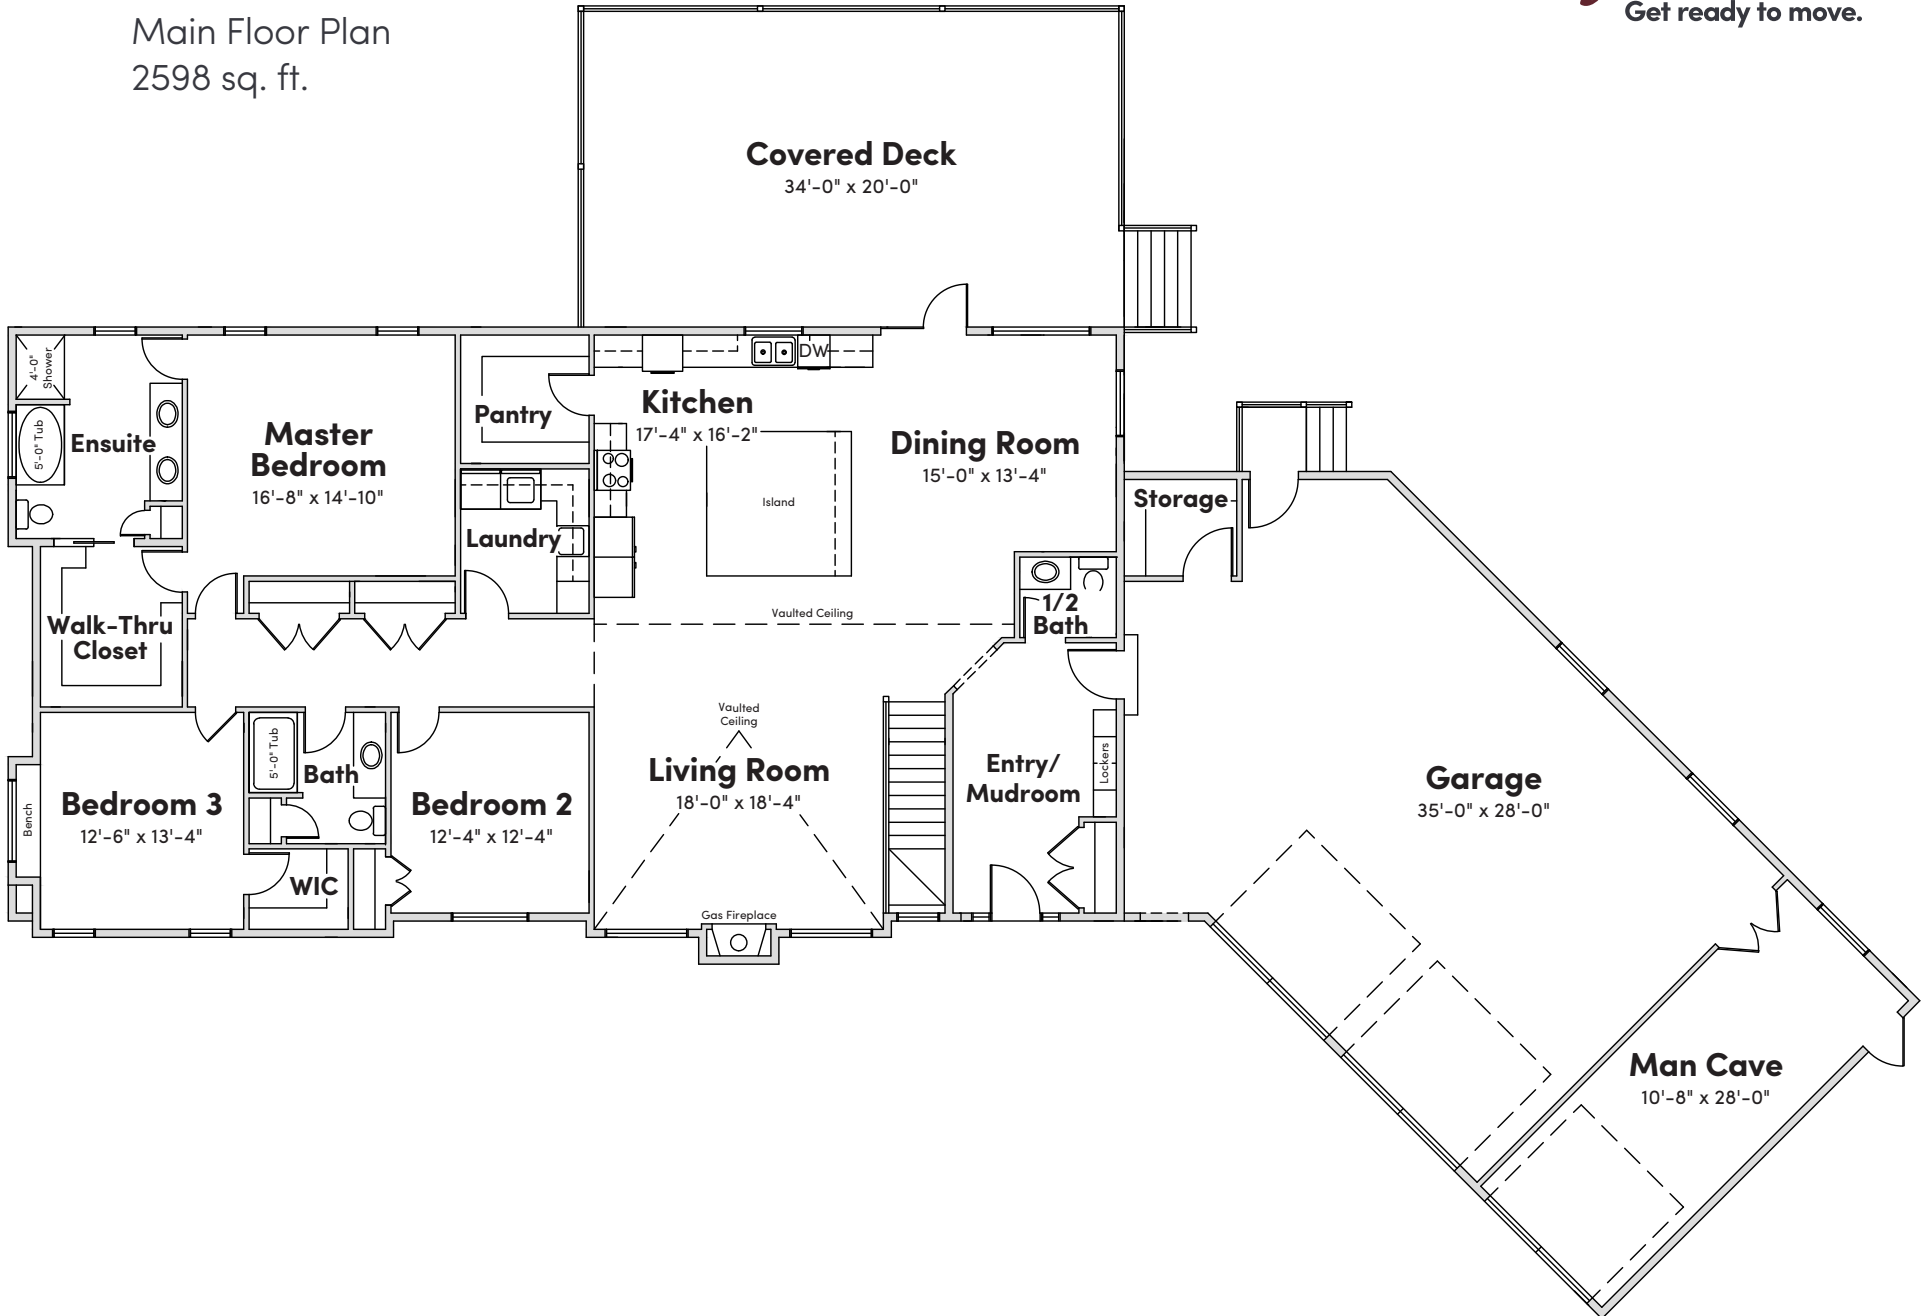 Main Floor Plan
2598 sq. ft.
Get ready to move.
Covered Deck
34'-0" x 20'-0"
4'-0"
Shower
5'-0" Tub
Ensuite
Master
Bedroom
16'-8" x 14'-10"
Pantry
Kitchen
17'-4" x 16'-2"
DW
Dining Room
15'-0" x 13'-4"
Island
Laundry
Storage
Walk-Thru
Closet
Vaulted Ceiling
1/2
Bath
Vaulted
Ceiling
Living Room
18'-0" x 18'-4"
Entry/
Mudroom
Lockers
Garage
35'-0" x 28'-0"
Bench
Bedroom 3
12'-6" x 13'-4"
5'-0" Tub
Bath
Bedroom 2
12'-4" x 12'-4"
WIC
Gas Fireplace
Man Cave
10'-8" x 28'-0"